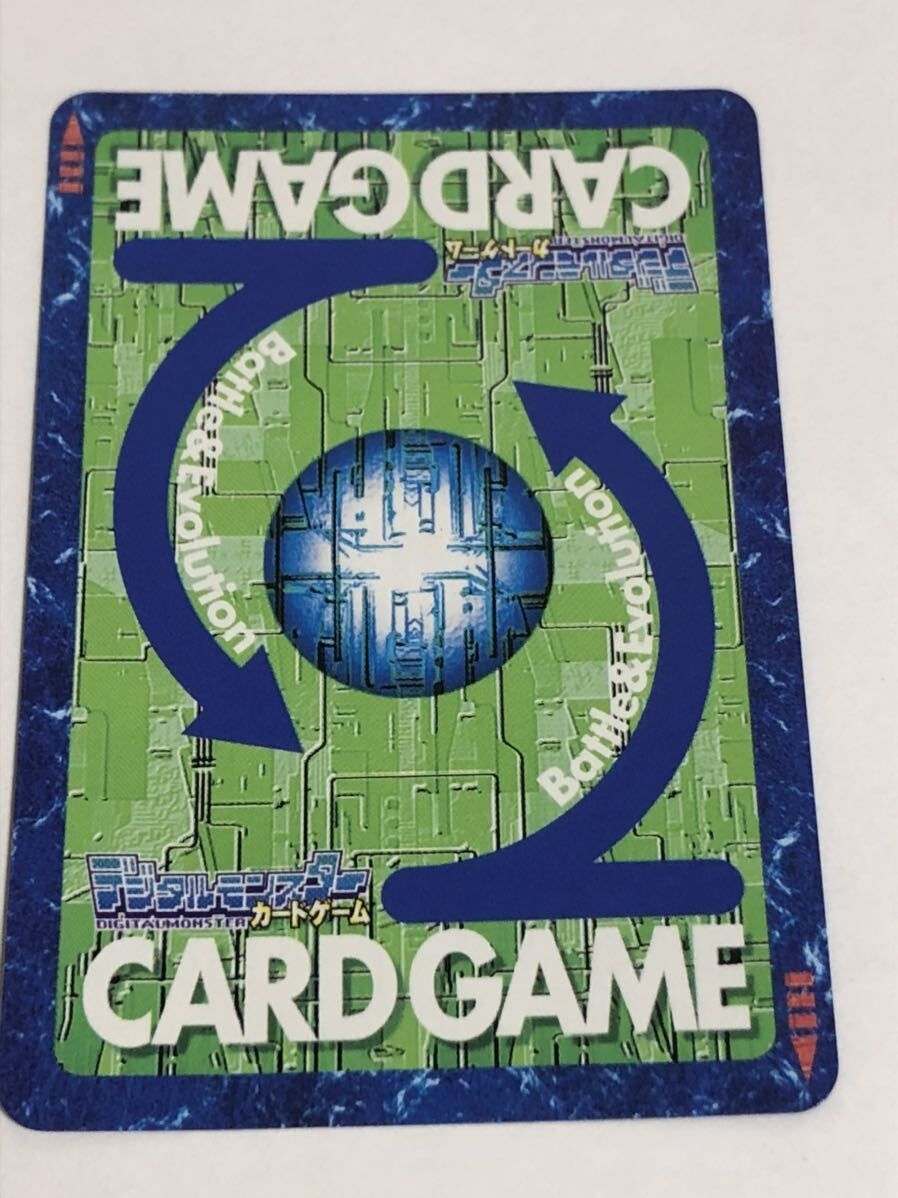 CARD GAME
デジタルモンスター
カードゲーム
DIGITALMONSTER
Battle&Evolution
Battle&Evolution
デジタルモンスター
DIGITALMONSTER カードゲーム
CARD GAME